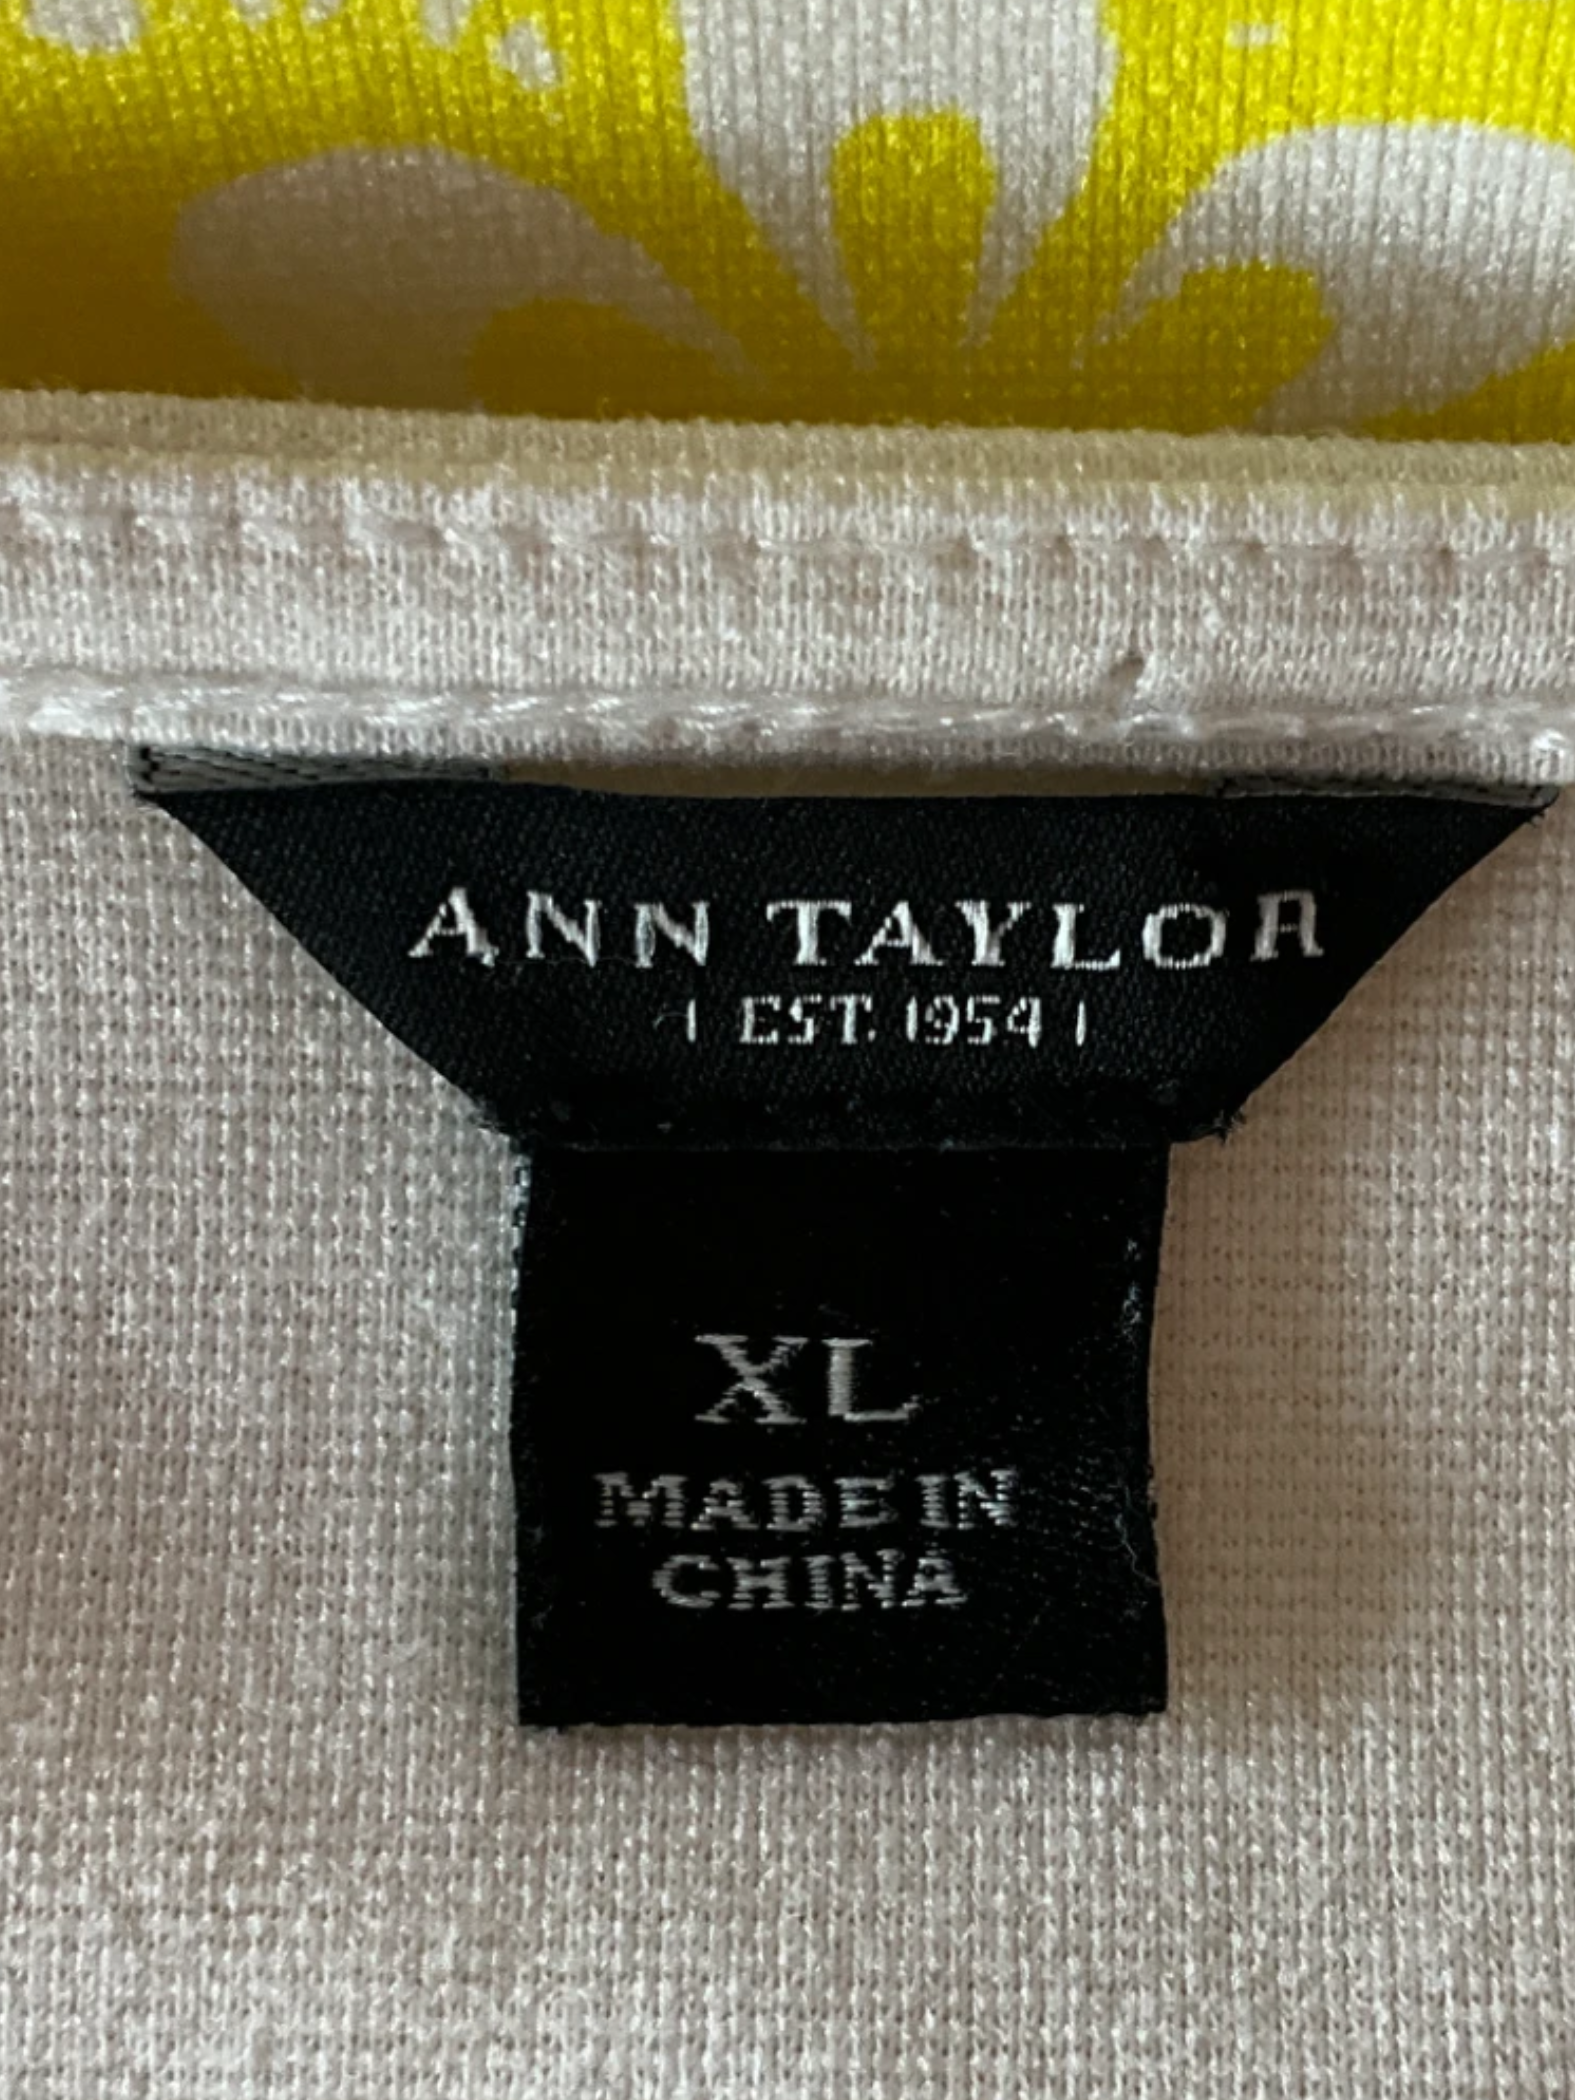 ANN TAYLOR
| EST. 1954 |
XL
MADE IN
CHINA